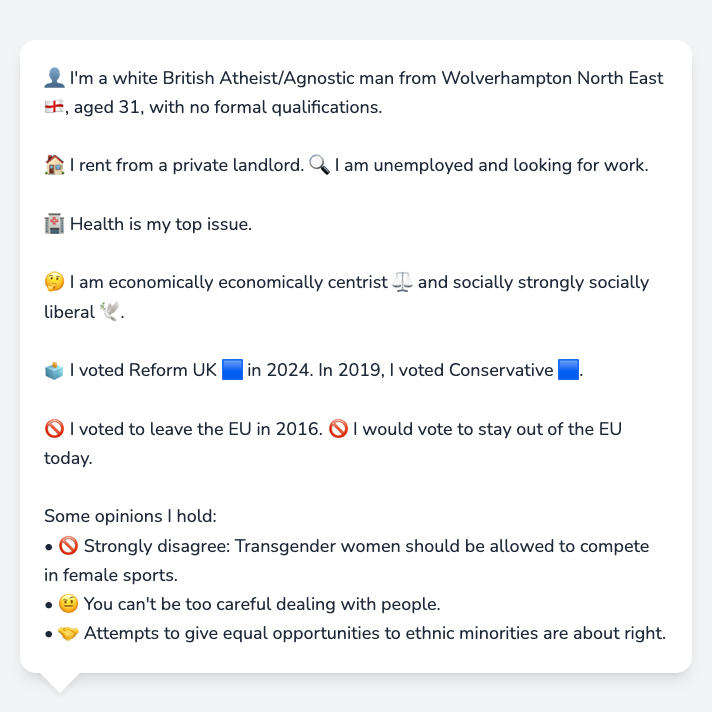 👤 I'm a white British Atheist/Agnostic man from Wolverhampton North East
🏴󠁧󠁢󠁥󠁮󠁧󠁿, aged 31, with no formal qualifications.
🏠 I rent from a private landlord. 🔍 I am unemployed and looking for work.
🏥 Health is my top issue.
🤔 I am economically economically centrist ⚖️ and socially strongly socially
liberal 🕊️.
🗳️ I voted Reform UK 🟦 in 2024. In 2019, I voted Conservative 🟦.
🚫 I voted to leave the EU in 2016. 🚫 I would vote to stay out of the EU
today.
Some opinions I hold:
• 🚫 Strongly disagree: Transgender women should be allowed to compete
in female sports.
• 🤨 You can't be too careful dealing with people.
• 🤝 Attempts to give equal opportunities to ethnic minorities are about right.